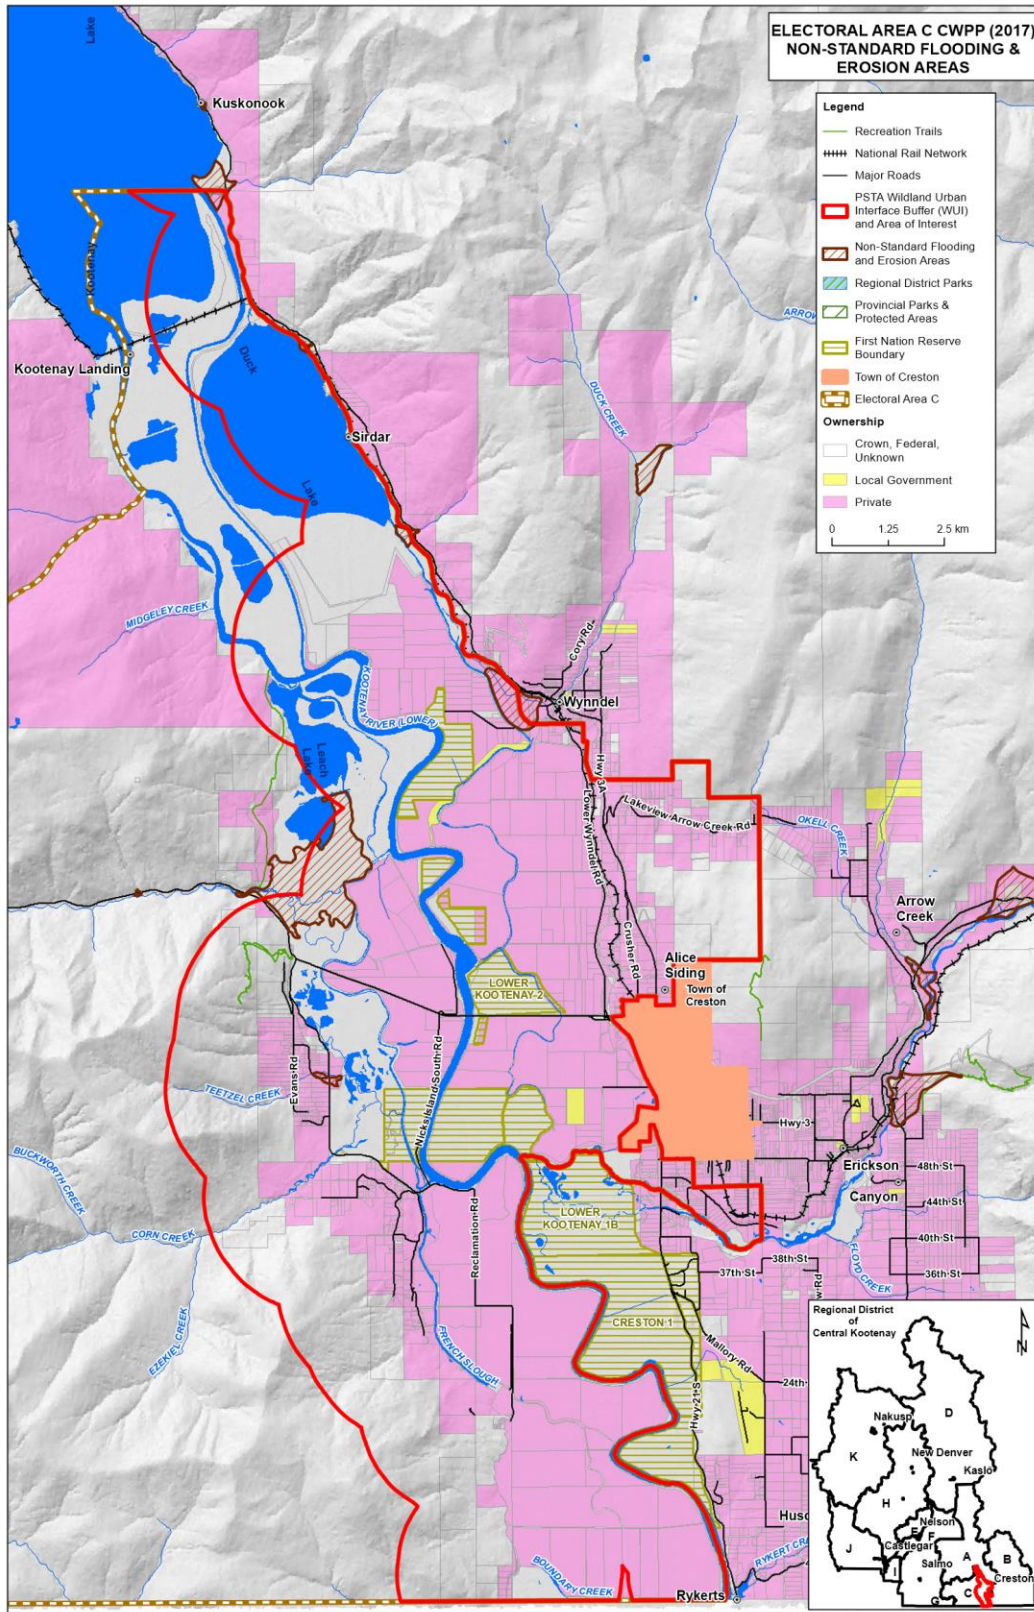 ELECTORAL AREA C CWPP (2017)
NON-STANDARD FLOODING &
EROSION AREAS
Legend
Recreation Trails
National Rail Network
Major Roads
PSTA Wildland Urban
Interface Buffer (WUI)
and Area of Interest
Non-Standard Flooding
and Erosion Areas
Regional District Parks
Provincial Parks &
Protected Areas
First Nation Reserve
Boundary
Town of Creston
Electoral Area C
Ownership
Crown, Federal,
Unknown
Local Government
Private
0 1.25 2.5 km
Lake
Kuskonook
Kootenay
Kootenay Landing
Duck
Lake
Sirdar
ARROW
DUCK CREEK
MIDGELEY CREEK
KOOTENAY RIVER (LOWER)
Cory Rd
Wynndel
Leach
Lake
Hwy 3A
Lower Wynndel Rd
Lakeview Arrow Creek Rd
OKELL CREEK
Arrow
Creek
Crusher Rd
Alice
Siding
Town of
Creston
LOWER
KOOTENAY 2
Nicks Island South Rd
Evans Rd
TEETZEL CREEK
Hwy-3
BUCKWORTH CREEK
Erickson
48th St
Canyon
44th St
CORN CREEK
LOWER
KOOTENAY 1B
40th St
38th St
37th St
36th St
w Rd
FLOYD CREEK
Reclamation Rd
CRESTON 1
EZEKIEL CREEK
FRENCH SLOUGH
Mallory Rd
24th
Hwy 21 S
Husc
BOUNDARY CREEK
RYKERT CRE
Rykerts
Regional District
of
Central Kootenay
N
Nakusp
D
K
New Denver
Kaslo
H
Nelson
E
F
J
Castlegar
A
Salmo
B
I
Creston
G
C